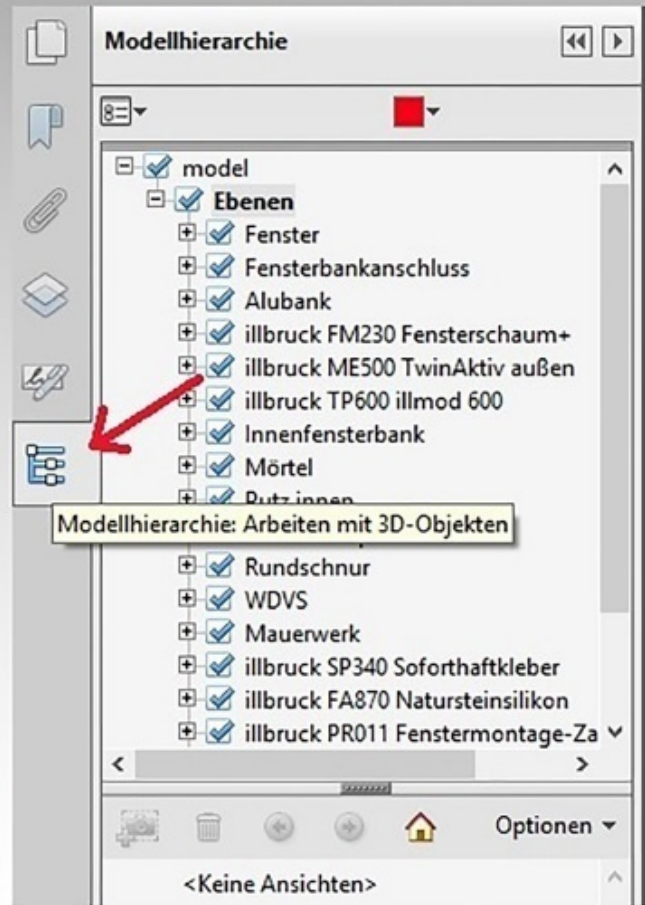 Modellhierarchie
model
Ebenen
Fenster
Fensterbankanschluss
Alubank
illbruck FM230 Fensterschaum+
illbruck ME500 TwinAktiv außen
illbruck TP600 illmod 600
Innenfensterbank
Mörtel
Putz innen
Modellhierarchie: Arbeiten mit 3D-Objekten
Rundschnur
WDVS
Mauerwerk
illbruck SP340 Soforthaftkleber
illbruck FA870 Natursteinsilikon
illbruck PR011 Fenstermontage-Za
Optionen
<Keine Ansichten>